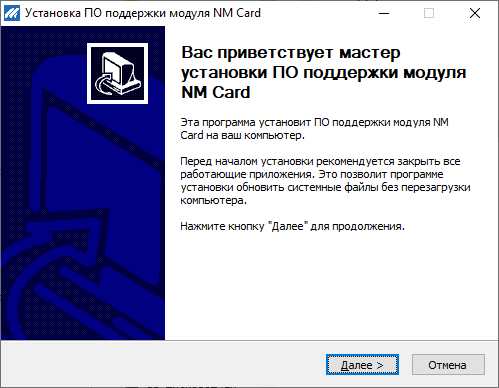 Установка ПО поддержки модуля NM Card
Вас приветствует мастер
установки ПО поддержки модуля
NM Card
Эта программа установит ПО поддержки модуля NM
Card на ваш компьютер.
Перед началом установки рекомендуется закрыть все
работающие приложения. Это позволит программе
установки обновить системные файлы без перезагрузки
компьютера.
Нажмите кнопку "Далее" для продолжения.
Далее >
Отмена